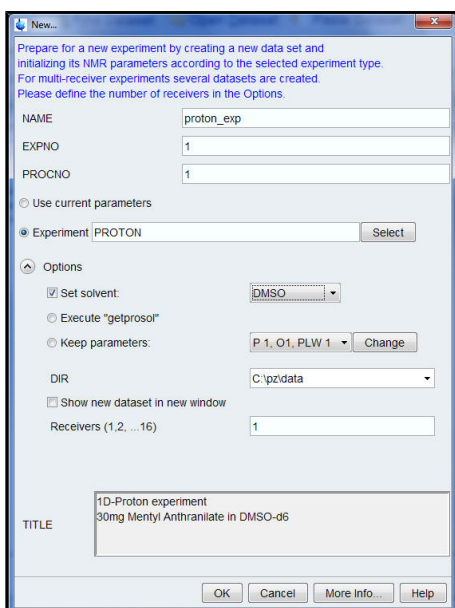 New...
Prepare for a new experiment by creating a new data set and
initializing its NMR parameters according to the selected experiment type.
For multi-receiver experiments several datasets are created.
Please define the number of receivers in the Options.
NAME proton_exp
EXPNO 1
PROCNO 1
Use current parameters
Experiment PROTON Select
Options
Set solvent: DMSO
Execute "getprosol"
Keep parameters: P 1, O1, PLW 1 Change
DIR C:\pz\data
Show new dataset in new window
Receivers (1,2, ...16) 1
TITLE
1D-Proton experiment
30mg Mentyl Anthranilate in DMSO-d6
OK Cancel More Info... Help